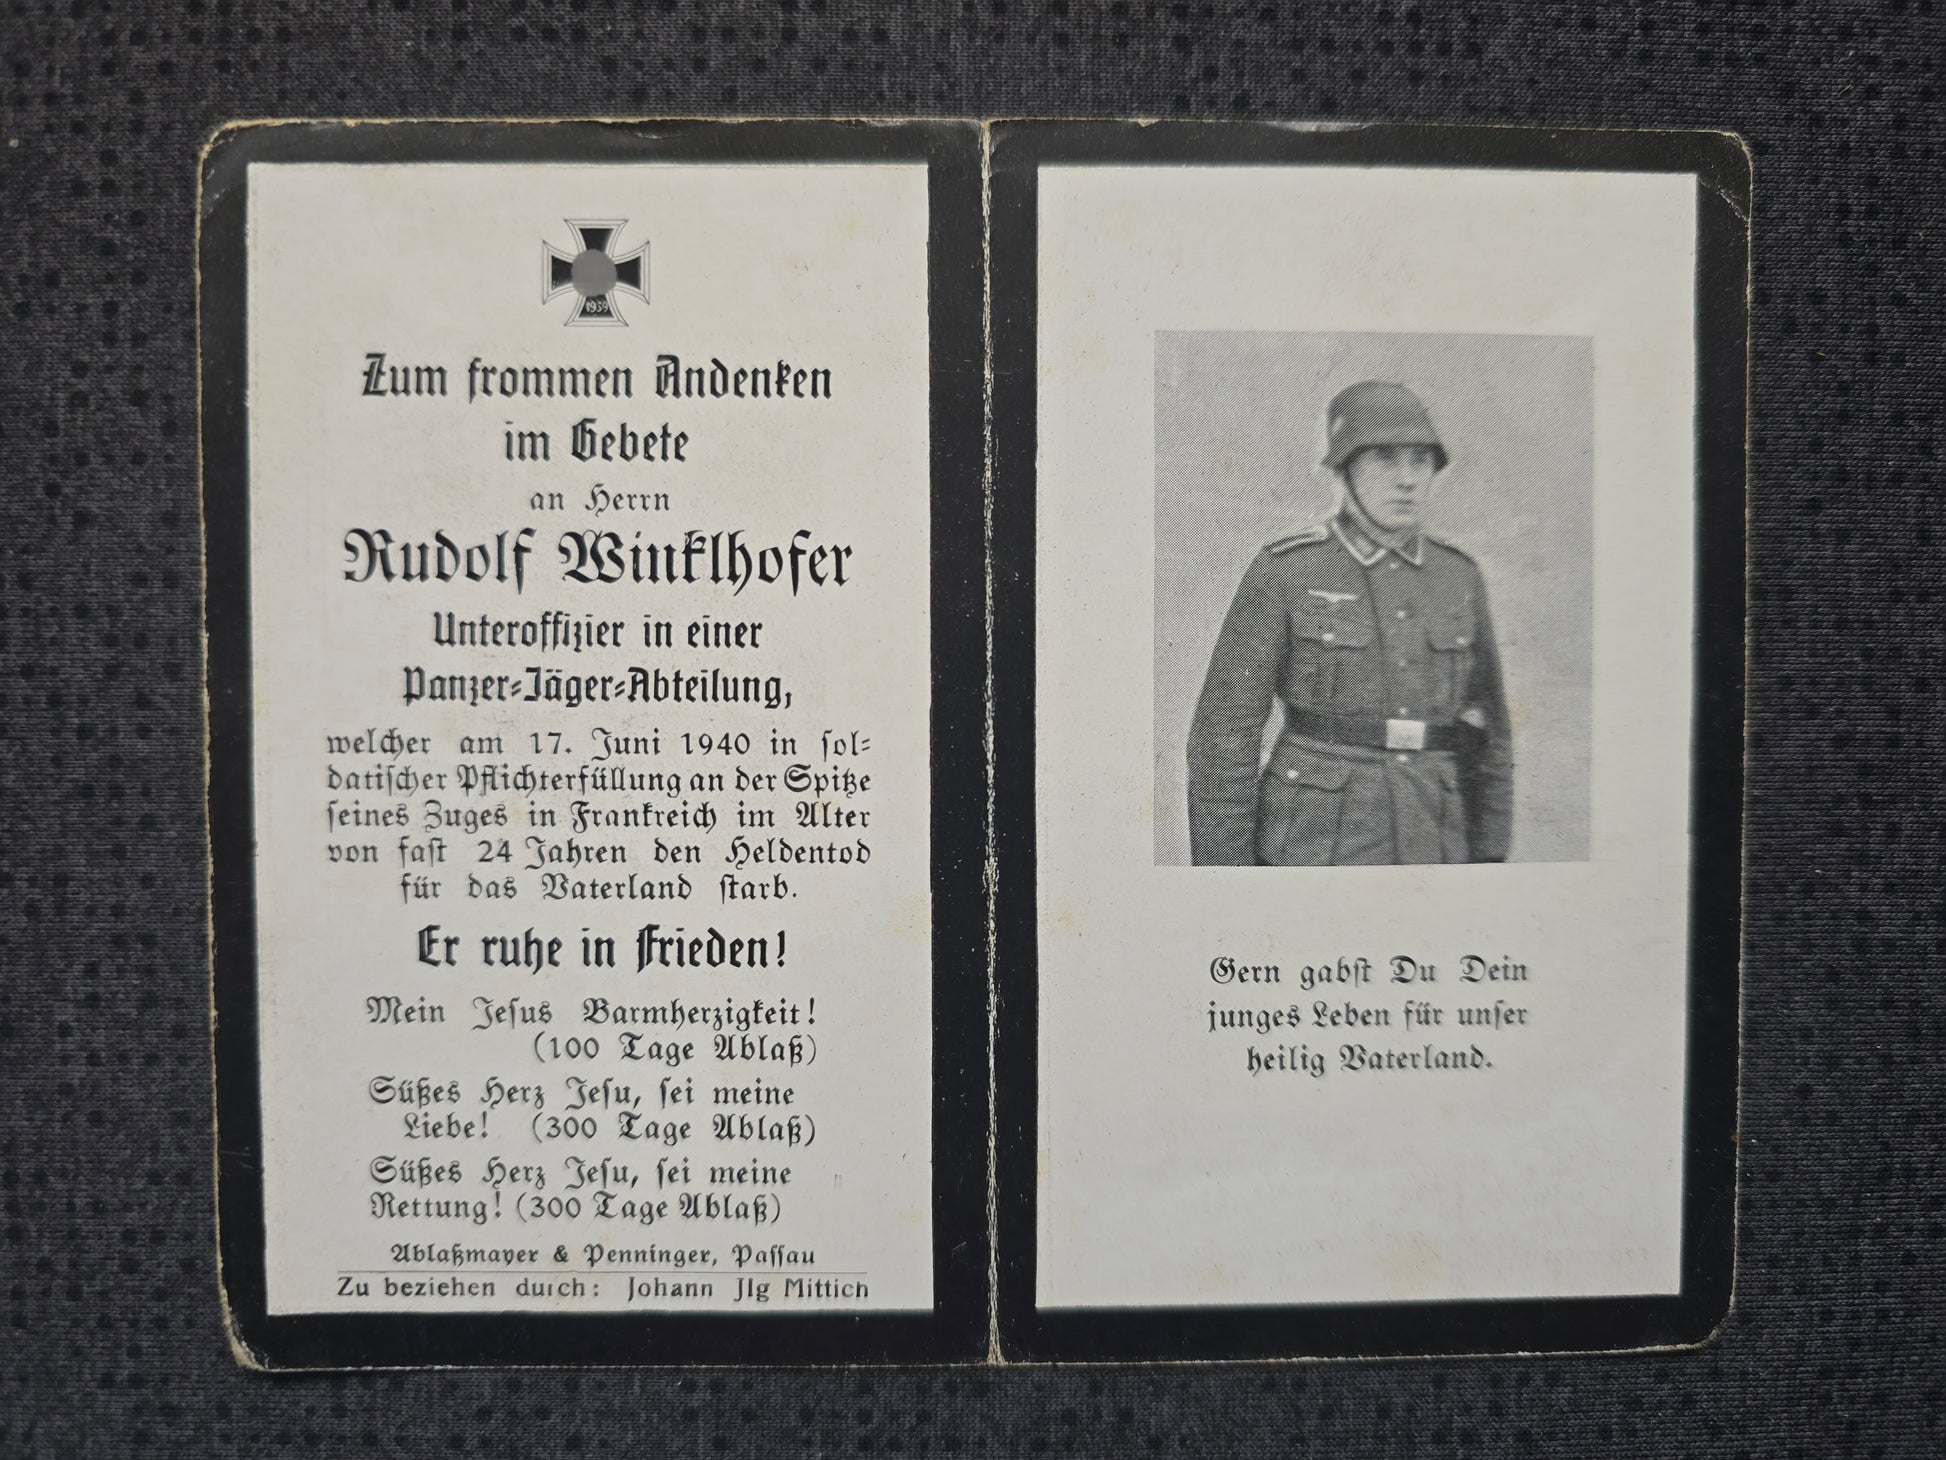 1939
Zum frommen Andenken
im Gebete
an Herrn
Rudolf Winklhofer
Unteroffizier in einer
Panzer-Jäger-Abteilung,
welcher am 17. Juni 1940 in sol-
datischer Pflichterfüllung an der Spitze
seines Zuges in Frankreich im Alter
von fast 24 Jahren den Heldentod
für das Vaterland starb.
Er ruhe in Frieden!
Mein Jesus Barmherzigkeit!
(100 Tage Ablaß)
Süßes Herz Jesu, sei meine
Liebe! (300 Tage Ablaß)
Süßes Herz Jesu, sei meine
Rettung! (300 Tage Ablaß)
Ablaßmayer & Penninger, Passau
Zu beziehen durch: Johann Jlg Mittich
Gern gabst Du Dein
junges Leben für unser
heilig Vaterland.